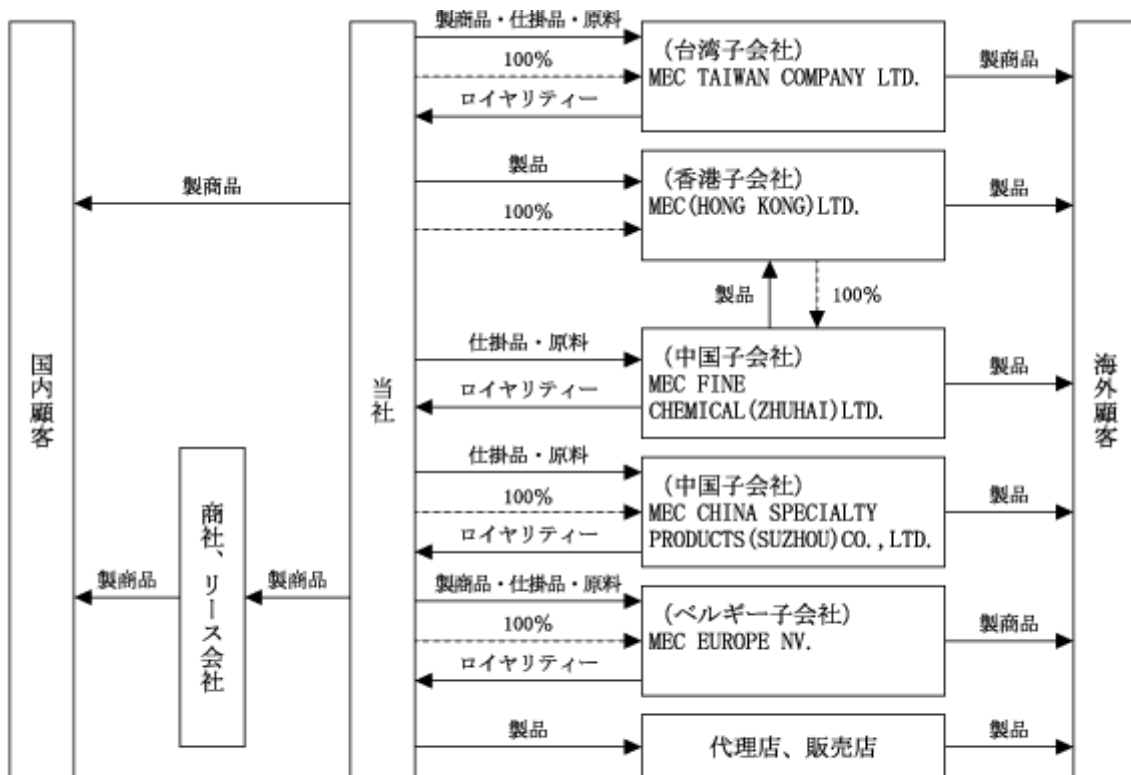 国内顧客
製商品
製商品
商社、リース会社
製商品
当社
製商品・仕掛品・原料
100%
ロイヤリティー
(台湾子会社)
MEC TAIWAN COMPANY LTD.
製商品
製品
100%
(香港子会社)
MEC(HONG KONG)LTD.
製品
製品
100%
仕掛品・原料
ロイヤリティー
(中国子会社)
MEC FINE
CHEMICAL(ZHUHAI)LTD.
製品
仕掛品・原料
100%
ロイヤリティー
(中国子会社)
MEC CHINA SPECIALTY
PRODUCTS(SUZHOU)CO.,LTD.
製品
製商品・仕掛品・原料
100%
ロイヤリティー
(ベルギー子会社)
MEC EUROPE NV.
製商品
製品
代理店、販売店
製品
海外顧客